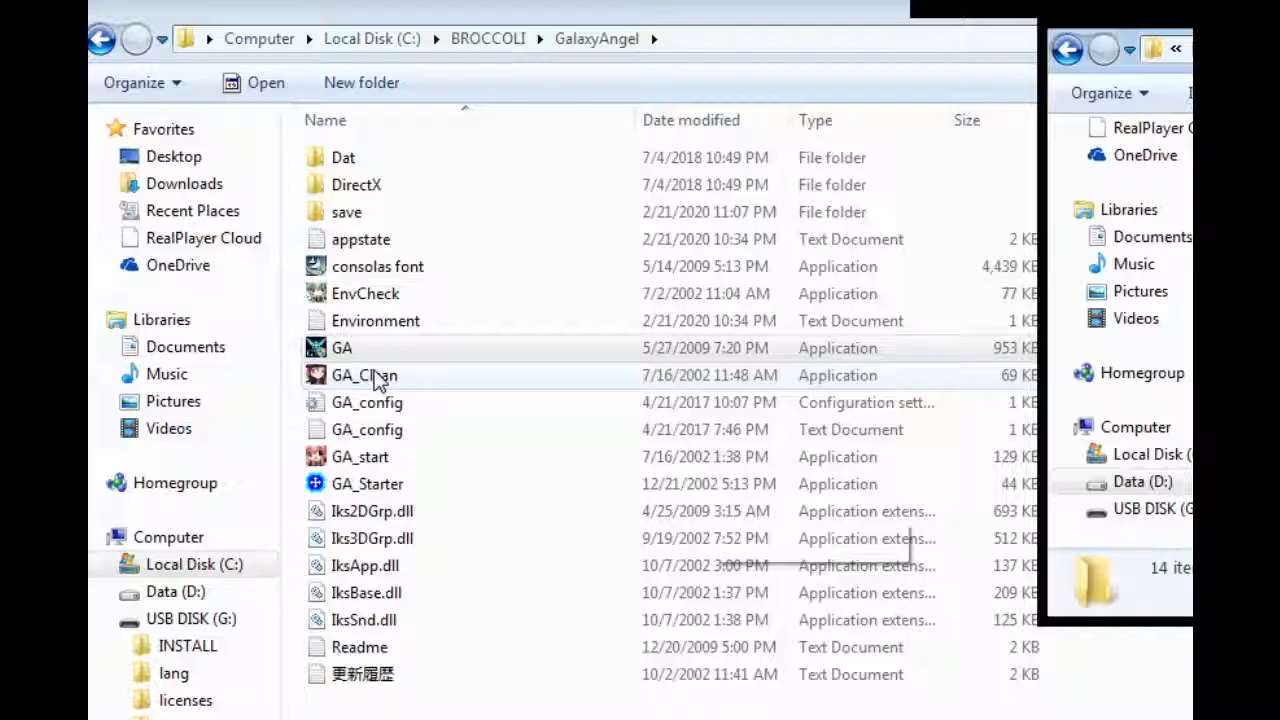 Computer Local Disk (C:) BROCCOLI GalaxyAngel
Organize Open New folder
Name Date modified Type Size
Favorites
Desktop
Downloads
Recent Places
RealPlayer Cloud
OneDrive
Libraries
Documents
Music
Pictures
Videos
Homegroup
Computer
Local Disk (C:)
Data (D:)
USB DISK (G:)
INSTALL
lang
licenses
Dat 7/4/2018 10:49 PM File folder
DirectX 7/4/2018 10:49 PM File folder
save 2/21/2020 11:07 PM File folder
appstate 2/21/2020 10:34 PM Text Document 2 KB
consolas font 5/14/2009 5:13 PM Application 4,439 KB
EnvCheck 7/2/2002 11:04 AM Application 77 KB
Environment 2/21/2020 10:34 PM Text Document 1 KB
GA 5/27/2009 7:20 PM Application 953 KB
GA_Clean 7/16/2002 11:48 AM Application 69 KB
GA_config 4/21/2017 10:07 PM Configuration sett... 1 KB
GA_config 4/21/2017 7:46 PM Text Document 1 KB
GA_start 7/16/2002 1:38 PM Application 129 KB
GA_Starter 12/21/2002 5:13 PM Application 44 KB
Iks2DGrp.dll 4/25/2009 3:15 AM Application extens... 693 KB
Iks3DGrp.dll 9/19/2002 7:52 PM Application extens... 512 KB
IksApp.dll 10/7/2002 3:00 PM Application extens... 137 KB
IksBase.dll 10/7/2002 1:37 PM Application extens... 209 KB
IksSnd.dll 10/7/2002 1:38 PM Application extens... 125 KB
Readme 12/20/2009 5:00 PM Text Document 2 KB
更新履歴 10/2/2002 11:41 AM Text Document 2 KB
«
Organize
RealPlayer C
OneDrive
Libraries
Documents
Music
Pictures
Videos
Homegroup
Computer
Local Disk (
Data (D:)
USB DISK (G
14 ite